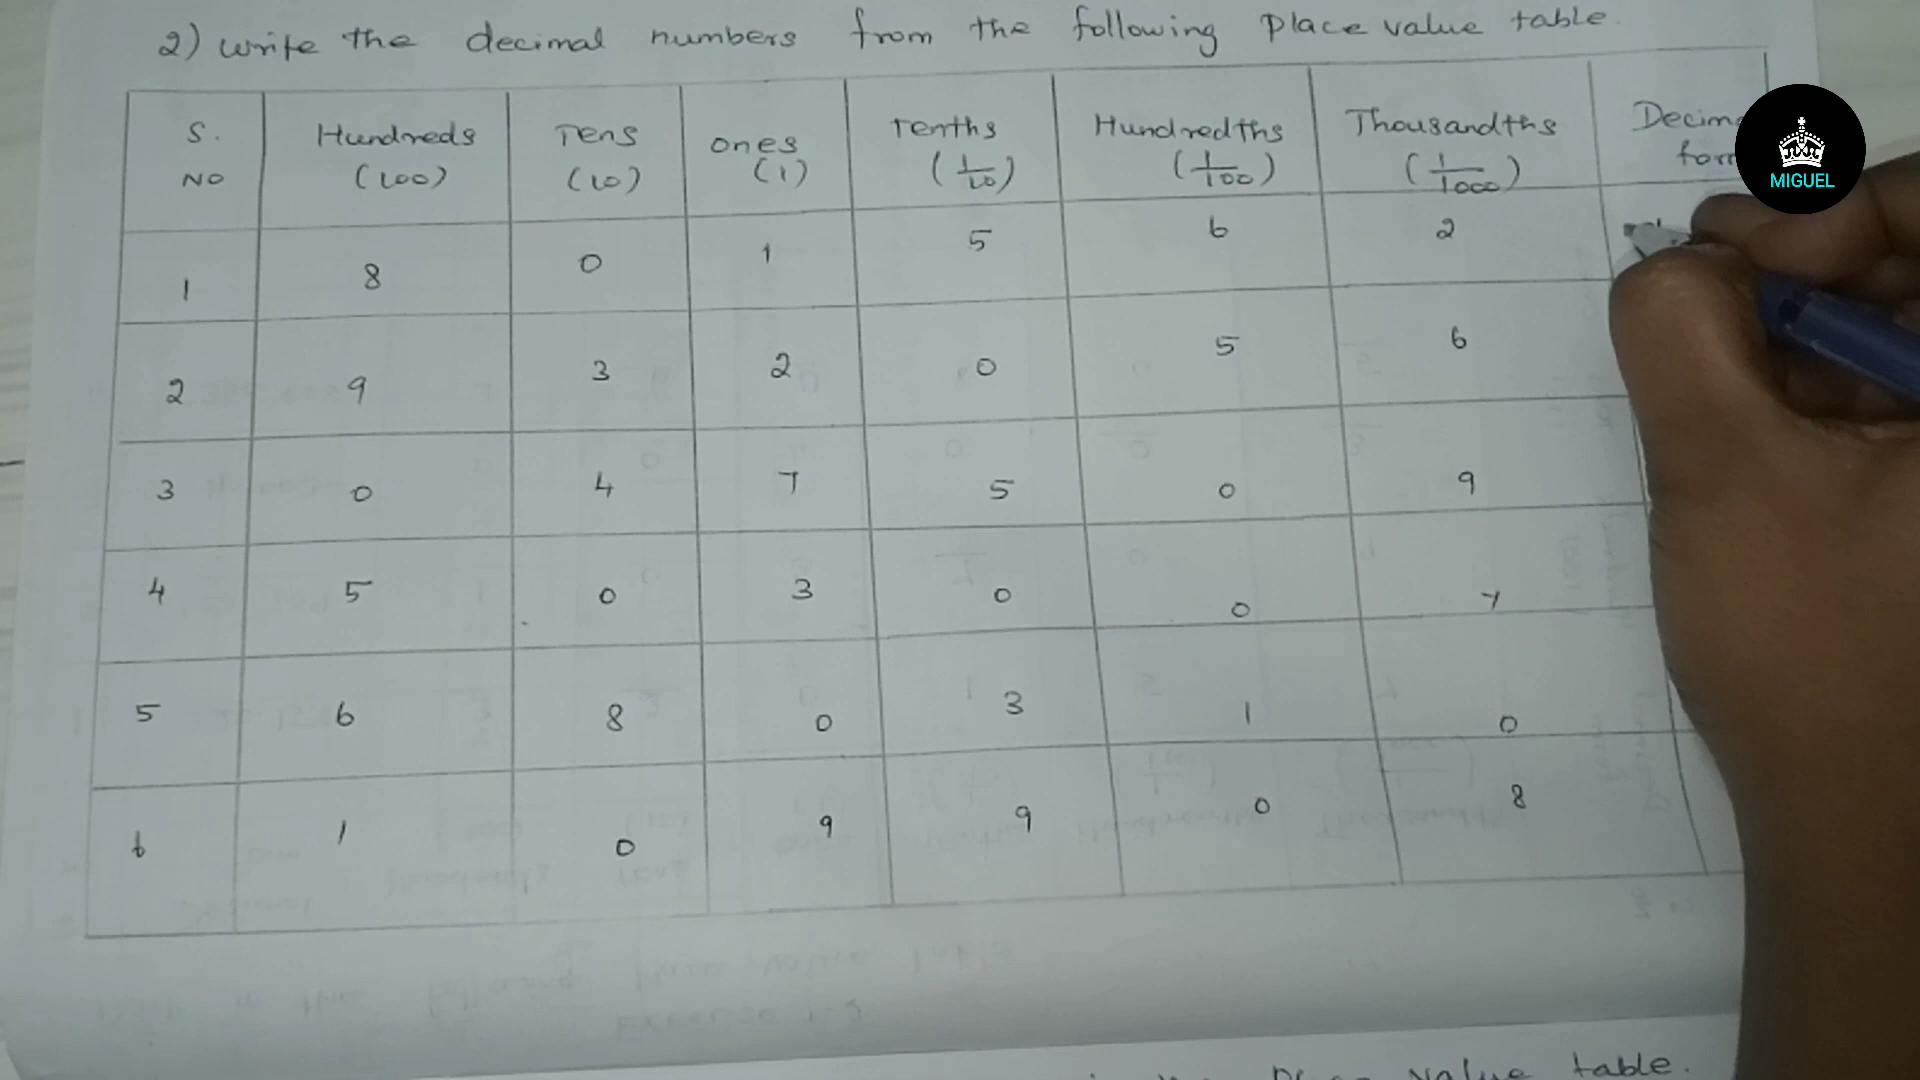 2) Write the decimal numbers from the following place value table.
S. NO Hundreds (100) Tens (10) ones (1) Tenths (1/10) Hundredths (1/100) Thousandths (1/1000)
1 8 0 1 5 6 2
2 9 3 2 0 5 6
3 0 4 7 5 0 9
4 5 0 3 0 0 7
5 6 8 0 3 1 0
6 1 0 9 9 0 8
MIGUEL
value table.